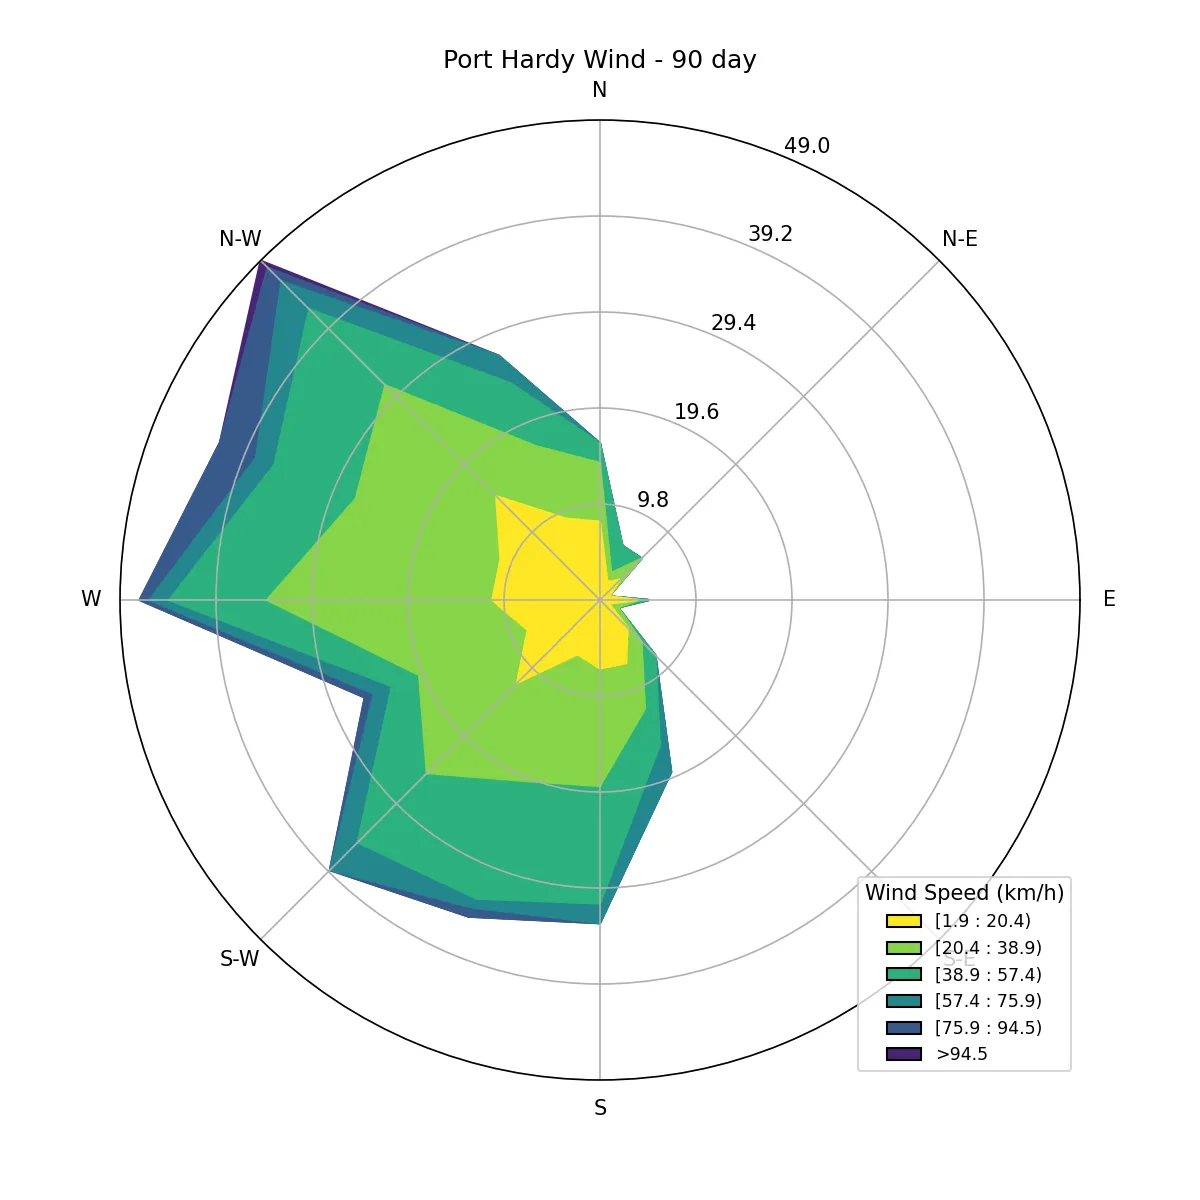 Port Hardy Wind - 90 day
N
49.0
39.2
N-W
N-E
29.4
19.6
9.8
W
E
Wind Speed (km/h)
[1.9 : 20.4)
[20.4 : 38.9)
S-W
S-E
[38.9 : 57.4)
[57.4 : 75.9)
[75.9 : 94.5)
>94.5
S